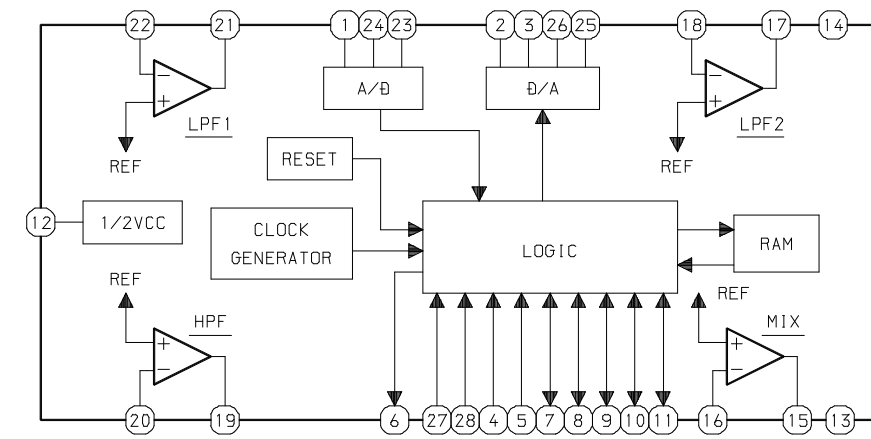 22 21 1 24 23 2 3 26 25 18 17 14
A/D D/A
LPF1 LPF2
REF RESET REF
12 1/2VCC CLOCK
GENERATOR LOGIC RAM
REF REF
HPF MIX
20 19 6 27 28 4 5 7 8 9 10 11 16 15 13